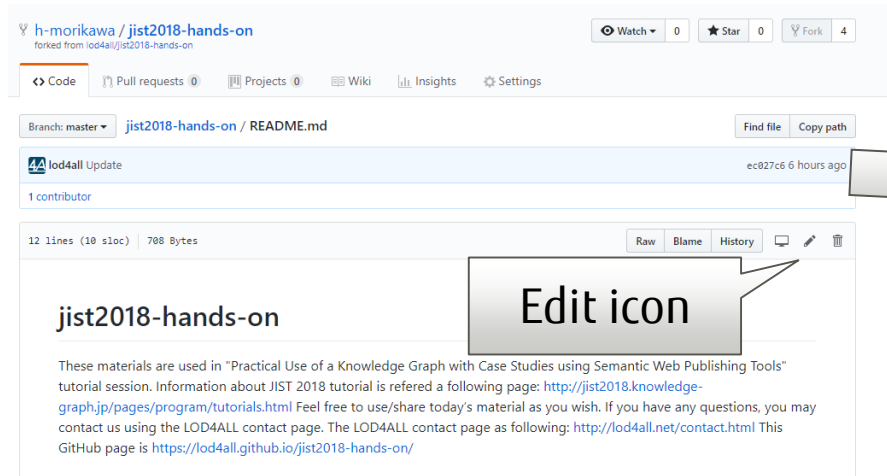 h-morikawa / jist2018-hands-on
forked from lod4all/jist2018-hands-on
Watch 0 Star 0 Fork 4
Code Pull requests 0 Projects 0 Wiki Insights Settings
Branch: master jist2018-hands-on / README.md Find file Copy path
lod4all Update ec027c6 6 hours ago
1 contributor
12 lines (10 sloc) 708 Bytes Raw Blame History
Edit icon
jist2018-hands-on
These materials are used in "Practical Use of a Knowledge Graph with Case Studies using Semantic Web Publishing Tools"
tutorial session. Information about JIST 2018 tutorial is refered a following page: http://jist2018.knowledge-
graph.jp/pages/program/tutorials.html Feel free to use/share today's material as you wish. If you have any questions, you may
contact us using the LOD4ALL contact page. The LOD4ALL contact page as following: http://lod4all.net/contact.html This
GitHub page is https://lod4all.github.io/jist2018-hands-on/